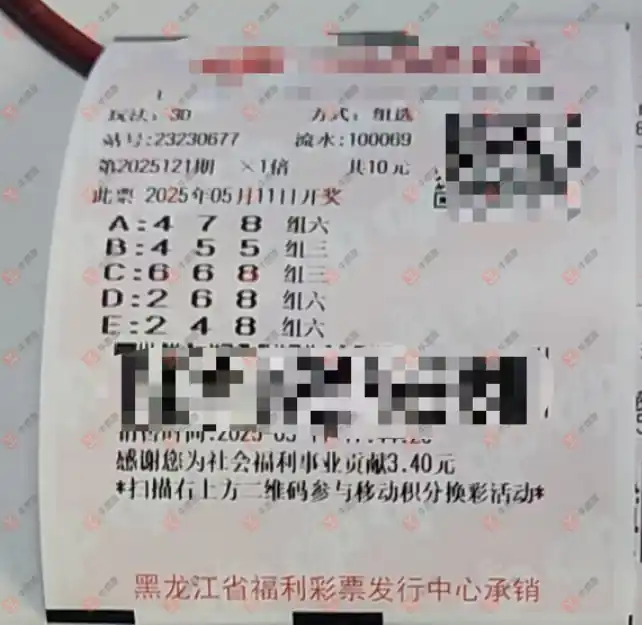 玩法:3D 方式:组选
站号:23230677 流水:100069
第2025121期 ×1倍 共10元
此票 2025年05月11日开奖
A:4 7 8 组六
B:4 5 5 组三
C:6 6 8 组三
D:2 6 8 组六
E:2 4 8 组六
销售时间:2025-05
感谢您为社会福利事业贡献3.40元
*扫描右上方二维码参与移动积分换彩活动*
黑龙江省福利彩票发行中心承销